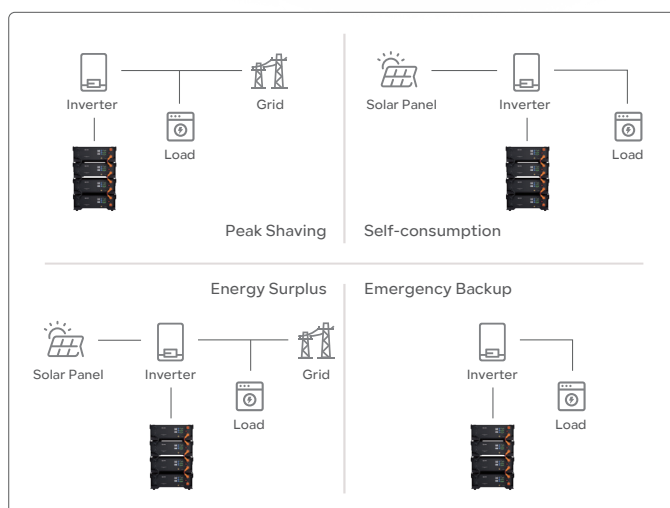 Inverter
Grid
Load
Peak Shaving
Solar Panel
Inverter
Load
Self-consumption
Energy Surplus
Solar Panel
Inverter
Grid
Load
Emergency Backup
Inverter
Load